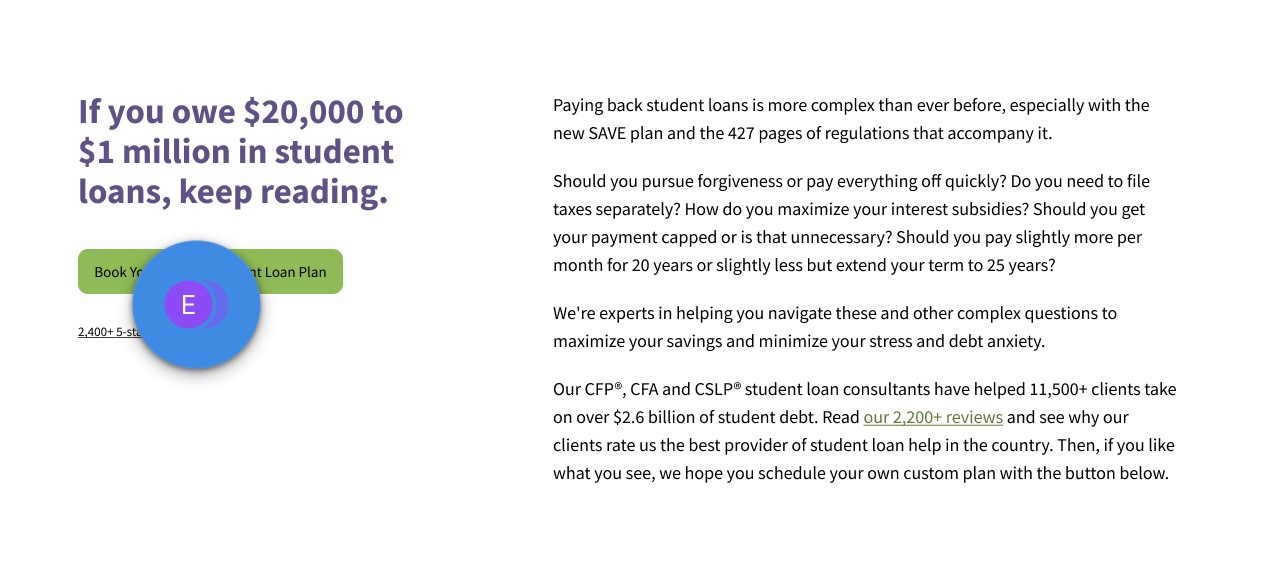 If you owe $20,000 to
$1 million in student
loans, keep reading.
Book Loan Plan
2,400+
E
Paying back student loans is more complex than ever before, especially with the
new SAVE plan and the 427 pages of regulations that accompany it.
Should you pursue forgiveness or pay everything off quickly? Do you need to file
taxes separately? How do you maximize your interest subsidies? Should you get
your payment capped or is that unnecessary? Should you pay slightly more per
month for 20 years or slightly less but extend your term to 25 years?
We're experts in helping you navigate these and other complex questions to
maximize your savings and minimize your stress and debt anxiety.
Our CFP®, CFA and CSLP® student loan consultants have helped 11,500+ clients take
on over $2.6 billion of student debt. Read our 2,200+ reviews and see why our
clients rate us the best provider of student loan help in the country. Then, if you like
what you see, we hope you schedule your own custom plan with the button below.